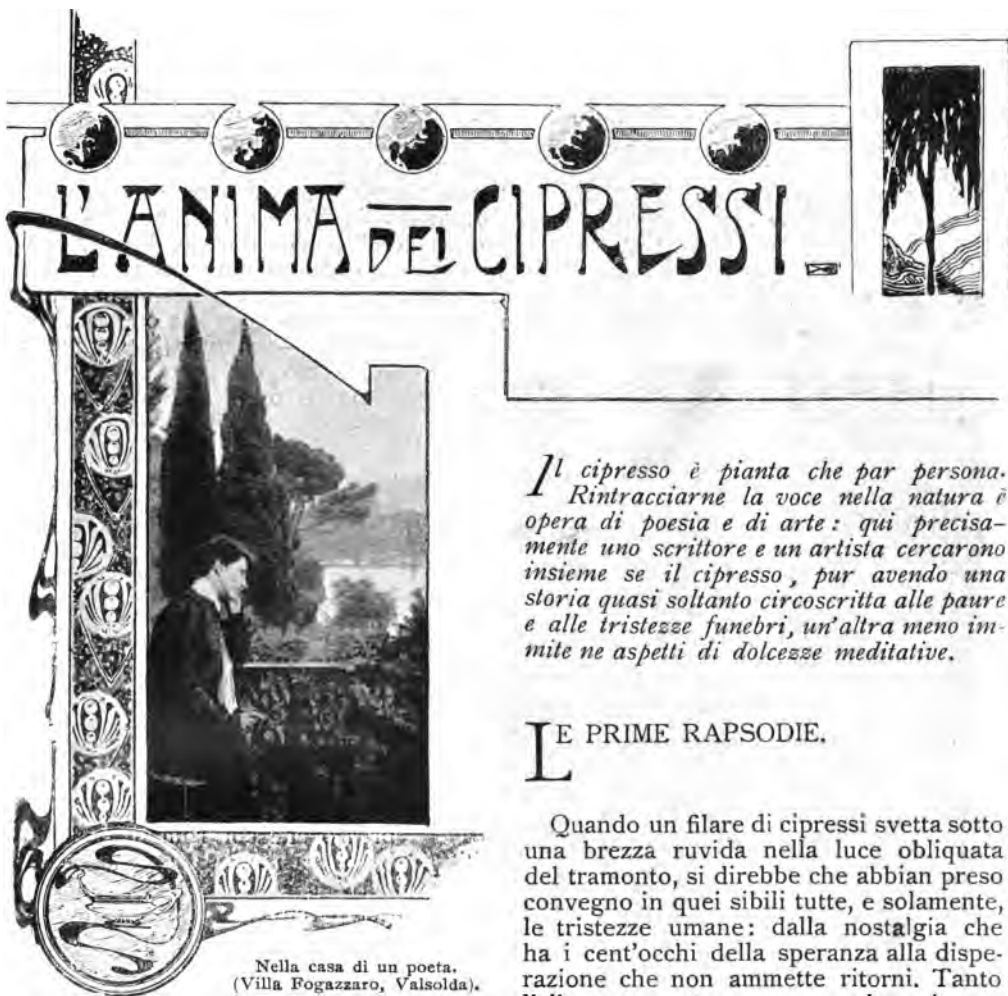 L'ANIMA DEI CIPRESSI
Il cipresso è pianta che par persona.
Rintracciarne la voce nella natura è
opera di poesia e di arte: qui precisa-
mente uno scrittore e un artista cercarono
insieme se il cipresso, pur avendo una
storia quasi soltanto circoscritta alle paure
e alle tristezze funebri, un'altra meno im-
mite ne aspetti di dolcezze meditative.
LE PRIME RAPSODIE.
Quando un filare di cipressi svetta sotto
una brezza ruvida nella luce obliquata
del tramonto, si direbbe che abbian preso
convegno in quei sibili tutte, e solamente,
le tristezze umane: dalla nostalgia che
ha i cent'occhi della speranza alla dispe-
razione che non ammette ritorni. Tanto
Nella casa di un poeta.
(Villa Fogazzaro, Valsolda).